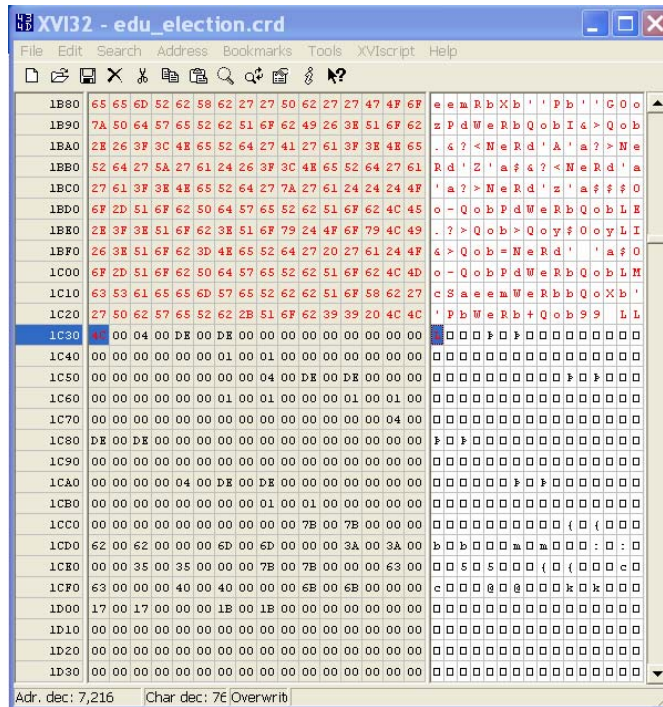 XVI32 - edu_election.crd
File Edit Search Address Bookmarks Tools XVIscript Help
1B80 65 65 6D 52 62 58 62 27 27 50 62 27 27 47 4F 6F e e m R b X b ' ' P b ' ' G O o
1B90 7A 50 64 57 65 52 62 51 6F 62 49 26 3E 51 6F 62 z P d W e R b Q o b I & > Q o b
1BA0 2E 26 3F 3C 4E 65 52 64 27 41 27 61 3F 3E 4E 65 . & ? < N e R d ' A ' a ? > N e
1BB0 52 64 27 5A 27 61 24 26 3F 3C 4E 65 52 64 27 61 R d ' Z ' a $ & ? < N e R d ' a
1BC0 27 61 3F 3E 4E 65 52 64 27 7A 27 61 24 24 24 4F ' a ? > N e R d ' z ' a $ $ $ O
1BD0 6F 2D 51 6F 62 50 64 57 65 52 62 51 6F 62 4C 45 o - Q o b P d W e R b Q o b L E
1BE0 2E 3F 3E 51 6F 62 3E 51 6F 79 24 4F 6F 79 4C 49 . ? > Q o b > Q o y $ O o y L I
1BF0 26 3E 51 6F 62 3D 4E 65 52 64 27 20 27 61 24 4F & > Q o b = N e R d ' ' a $ O
1C00 6F 2D 51 6F 62 50 64 57 65 52 62 51 6F 62 4C 4D o - Q o b P d W e R b Q o b L M
1C10 63 53 61 65 65 6D 57 65 52 62 62 51 6F 58 62 27 c S a e e m W e R b b Q o X b '
1C20 27 50 62 57 65 52 62 2B 51 6F 62 39 39 20 4C 4C ' P b W e R b + Q o b 9 9 L L
1C30 4C 00 04 00 DE 00 DE 00 00 00 00 00 00 00 00 00 L Þ Þ
1C40 00 00 00 00 00 00 01 00 01 00 00 00 00 00 00 00
1C50 00 00 00 00 00 00 00 00 04 00 DE 00 DE 00 00 00 Þ Þ
1C60 00 00 00 00 00 00 01 00 01 00 00 00 01 00 01 00
1C70 00 00 00 00 00 00 00 00 00 00 00 00 00 00 04 00
1C80 DE 00 DE 00 00 00 00 00 00 00 00 00 00 00 00 00 Þ Þ
1C90 00 00 00 00 00 00 00 00 00 00 00 00 00 00 00 00
1CA0 00 00 00 00 04 00 DE 00 DE 00 00 00 00 00 00 00 Þ Þ
1CB0 00 00 00 00 00 00 00 00 01 00 01 00 00 00 00 00
1CC0 00 00 00 00 00 00 00 00 00 00 7B 00 7B 00 00 00 { {
1CD0 62 00 62 00 00 00 6D 00 6D 00 00 00 3A 00 3A 00 b b m m : :
1CE0 00 00 35 00 35 00 00 00 7B 00 7B 00 00 00 63 00 5 5 { { c
1CF0 63 00 00 00 40 00 40 00 00 00 6B 00 6B 00 00 00 c @ @ k k
1D00 17 00 17 00 00 00 1B 00 1B 00 00 00 00 00 00 00
1D10 00 00 00 00 00 00 00 00 00 00 00 00 00 00 00 00
1D20 00 00 00 00 00 00 00 00 00 00 00 00 00 00 00 00
1D30 00 00 00 00 00 00 00 00 00 00 00 00 00 00 00 00
Adr. dec: 7,216 Char dec: 76 Overwrit